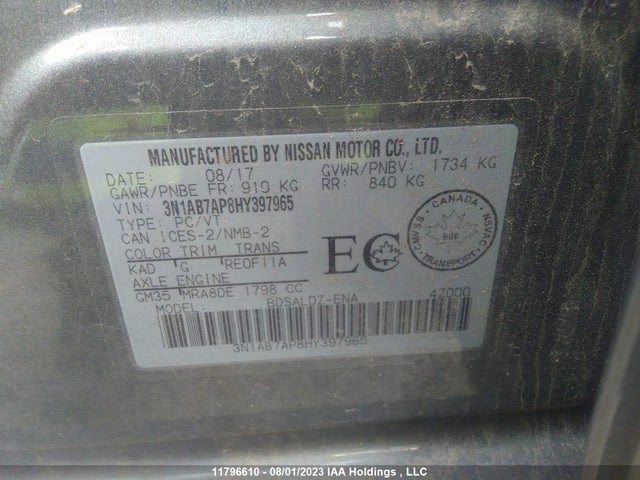 MANUFACTURED BY NISSAN MOTOR CO., LTD.
DATE: 08/17 GVWR/PNBV: 1734 KG
GAWR/PNBE FR: 910 KG RR: 840 KG
VIN: 3N1AB7AP8HY397965
TYPE: PC/VT
CAN ICES-2/NMB-2
COLOR TRIM TRANS
KAD G RE0F11A
AXLE ENGINE
GM35 MRA8DE 1798 CC
MODEL: BDSALDZ-ENA 47000
3N1AB7AP8HY397965
EC
CANADA
CMVSS NSVAC
TRANSPORT
11796610 - 08/01/2023 IAA Holdings , LLC